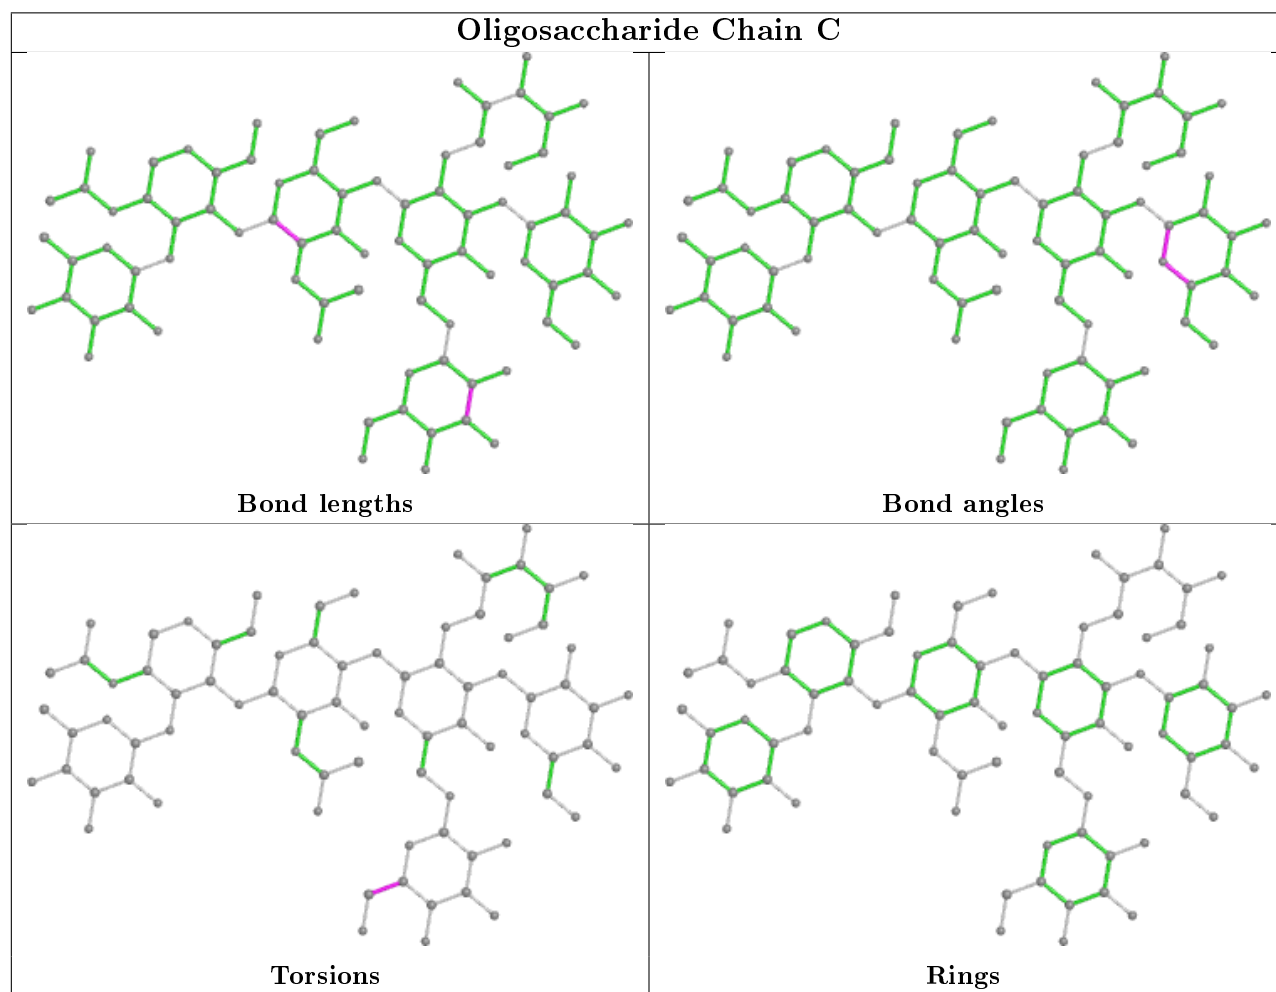 Oligosaccharide Chain C
Bond lengths
Bond angles
Torsions
Rings